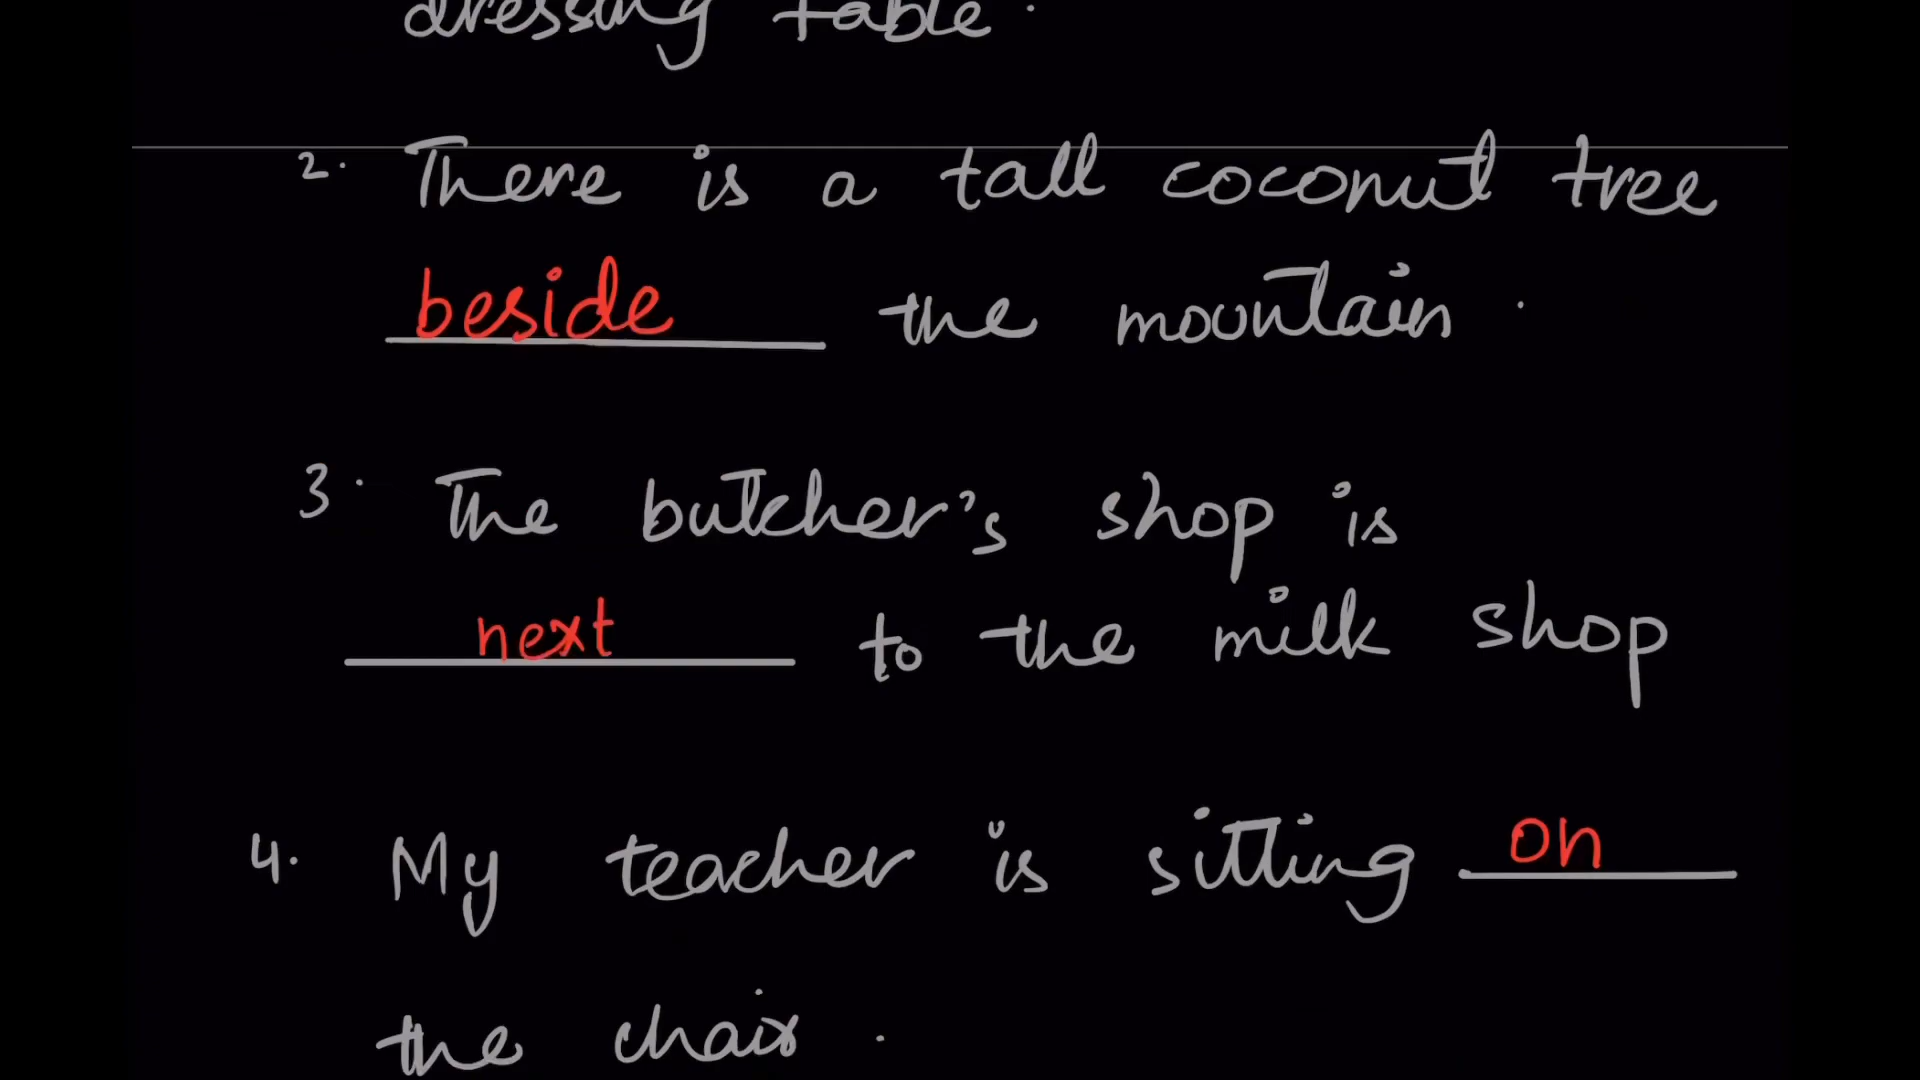 dressing table.
2. There is a tall coconut tree
beside the mountain.
3. The butcher's shop is
next to the milk shop
4. My teacher is sitting on
the chair.